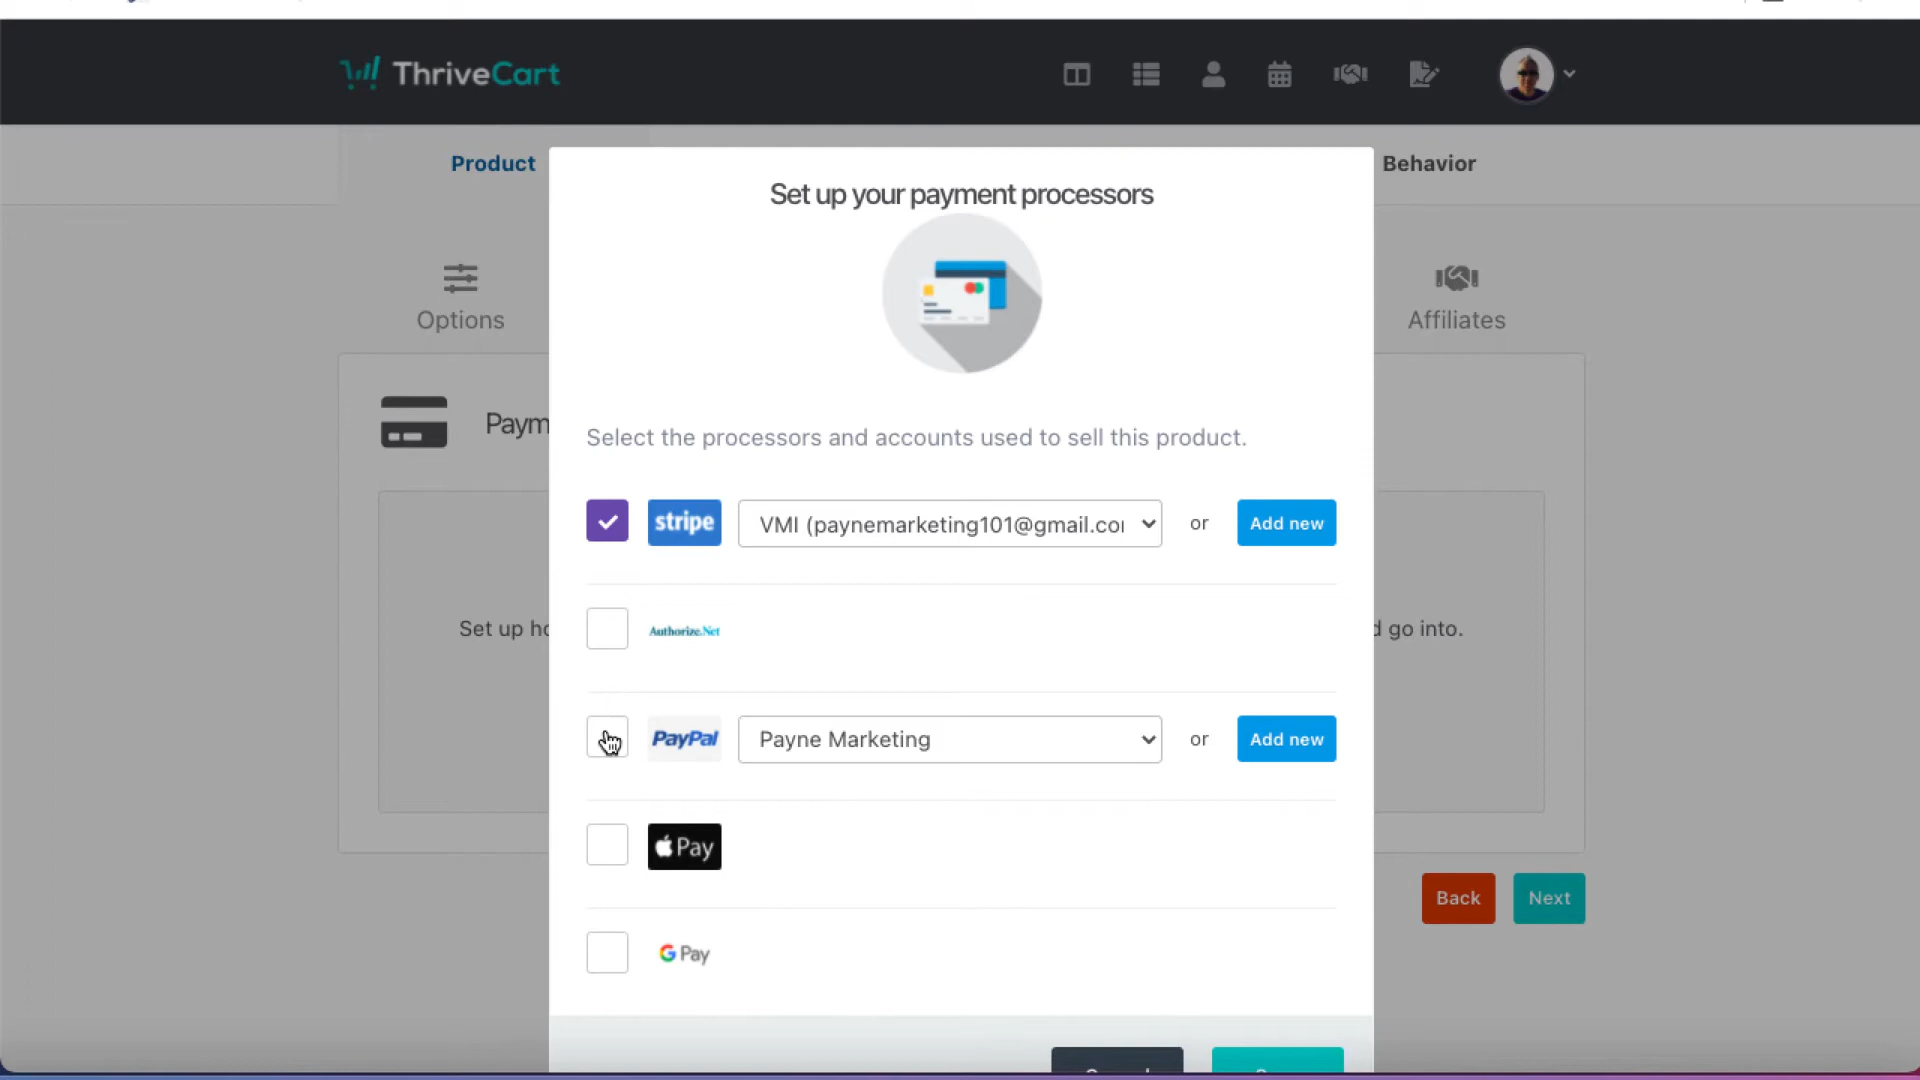 ThriveCart
Product
Behavior
Set up your payment processors
Options
Affiliates
Paym
Select the processors and accounts used to sell this product.
stripe VMI (paynemarketing101@gmail.co or Add new
Authorize.Net
Set up ho
d go into.
PayPal Payne Marketing or Add new
Pay
Back Next
G Pay